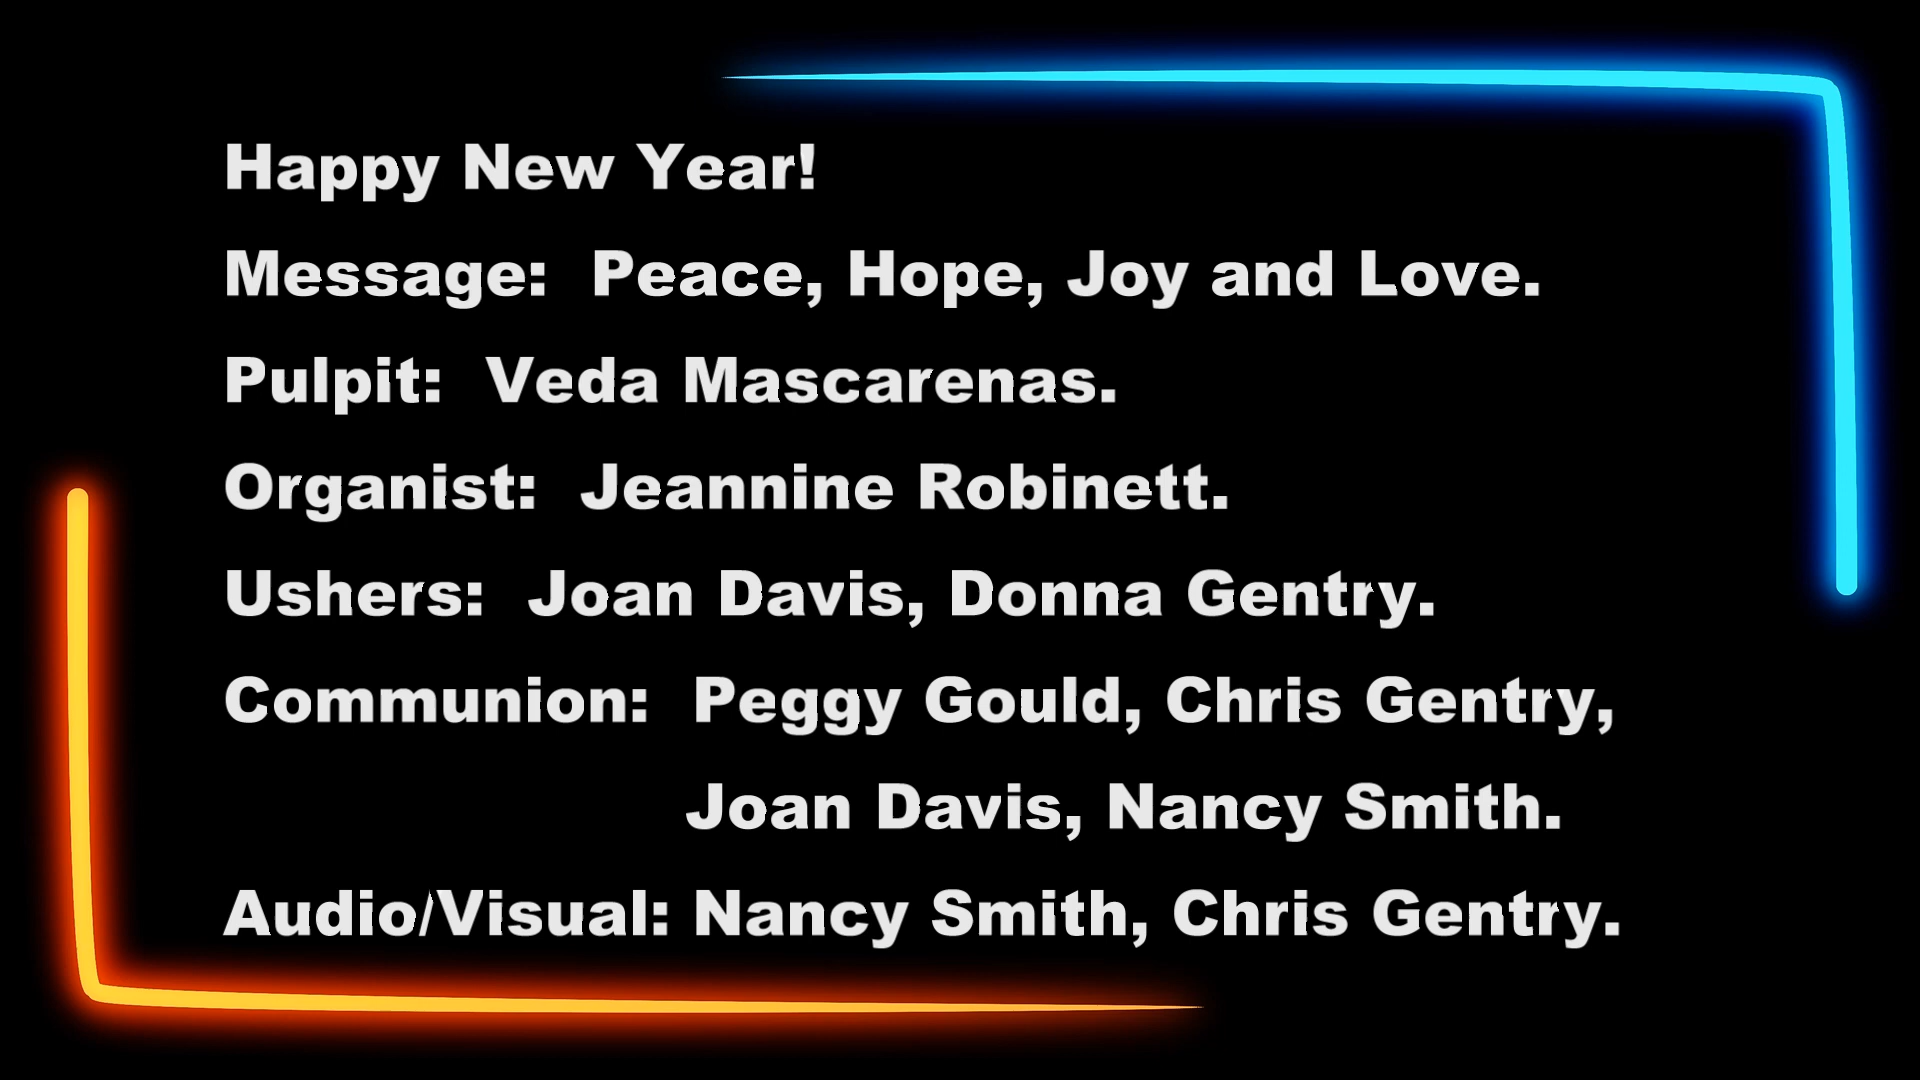 Happy New Year!
Message:  Peace, Hope, Joy and Love.
Pulpit:  Veda Mascarenas.
Organist:  Jeannine Robinett.
Ushers:  Joan Davis, Donna Gentry.
Communion:  Peggy Gould, Chris Gentry,
Joan Davis, Nancy Smith.
Audio/Visual: Nancy Smith, Chris Gentry.